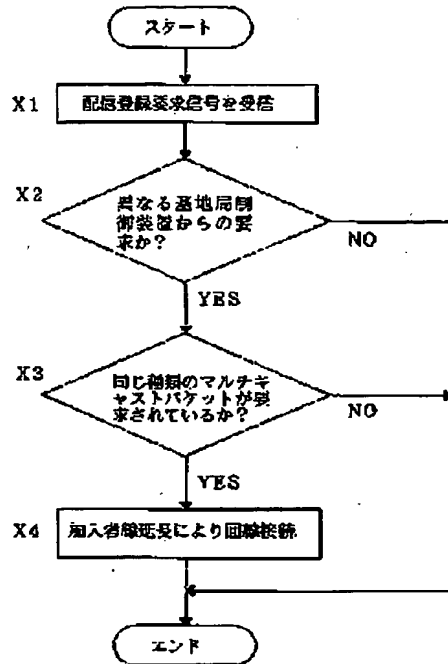 スタート
X1
配信登録要求信号を受信
X2
異なる基地局制
御装置からの要
求か?
NO
YES
X3
同じ種類のマルチキ
ャストパケットが要
求されているか?
NO
YES
X4
加入者線延長により回線接続
エンド